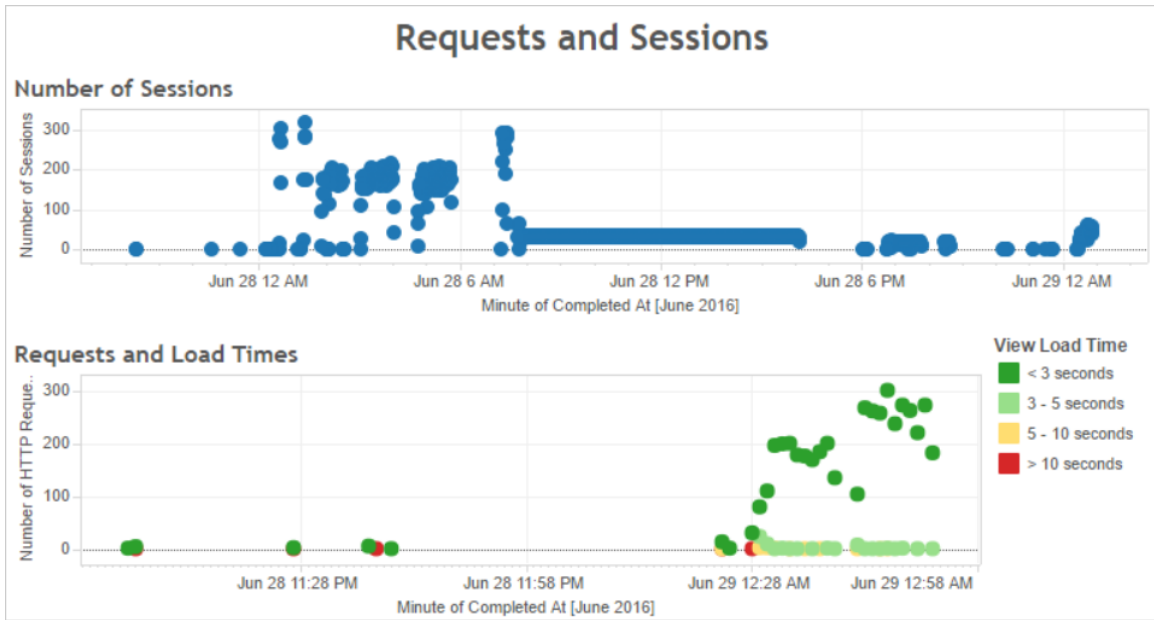 Requests and Sessions
Number of Sessions
Number of Sessions
300
200
100
0
Jun 28 12 AM
Jun 28 6 AM
Jun 28 12 PM
Jun 28 6 PM
Jun 29 12 AM
Minute of Completed At [June 2016]
Requests and Load Times
Number of HTTP Reque..
300
200
100
0
Jun 28 11:28 PM
Jun 28 11:58 PM
Jun 29 12:28 AM
Jun 29 12:58 AM
Minute of Completed At [June 2016]
View Load Time
< 3 seconds
3 - 5 seconds
5 - 10 seconds
> 10 seconds